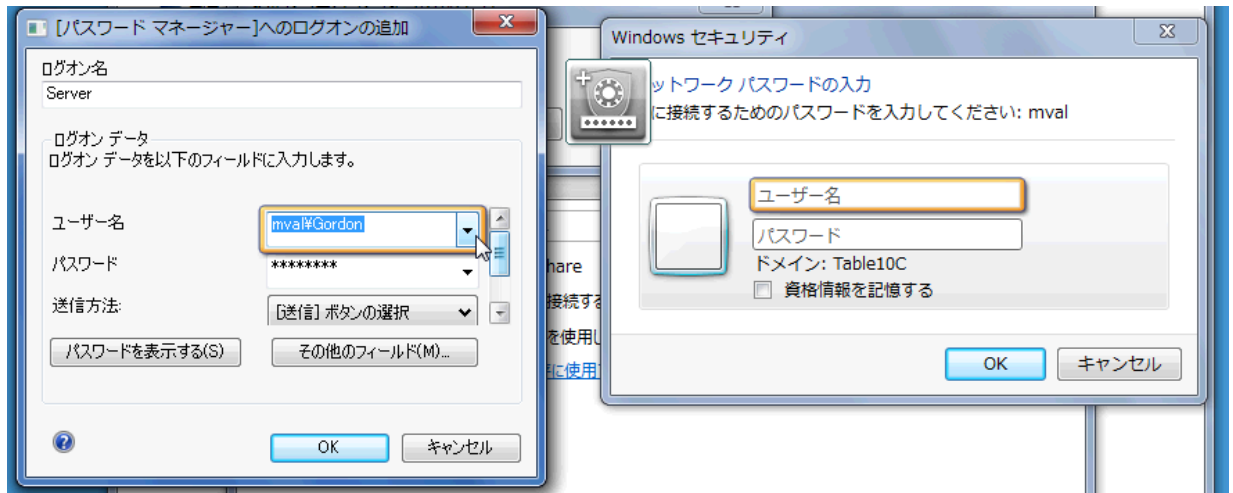 [パスワード マネージャー]へのログオンの追加
ログオン名
Server
ログオン データ
ログオン データを以下のフィールドに入力します。
ユーザー名
mval¥Gordon
パスワード
********
送信方法:
[送信] ボタンの選択
パスワードを表示する(S)
その他のフィールド(M)...
OK
キャンセル
hare
接続する
を使用し
に使用
Windows セキュリティ
ットワーク パスワードの入力
に接続するためのパスワードを入力してください: mval
ユーザー名
パスワード
ドメイン: Table10C
資格情報を記憶する
OK
キャンセル